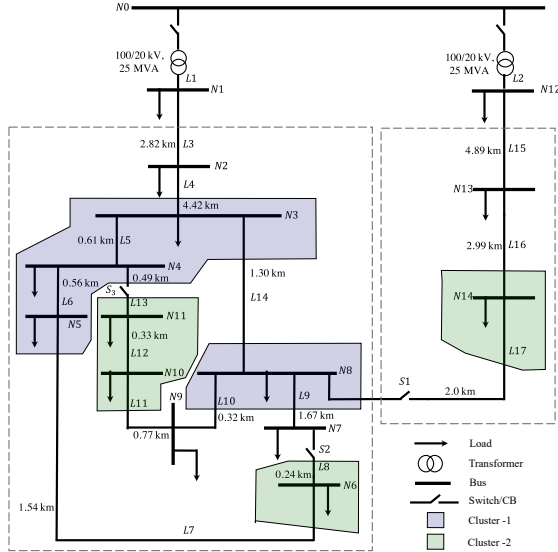 N0
100/20 kV,
25 MVA
100/20 kV,
25 MVA
L1
N1
L2
N12
2.82 km
L3
4.89 km
L15
N2
L4
N13
4.42 km
N3
0.61 km
L5
2.99 km
L16
N4
0.56 km
0.49 km
1.30 km
S3
L6
L13
L14
N14
N5
N11
0.33 km
L12
L17
N10
N8
L11
N9
L10
L9
S1
0.32 km
1.67 km
2.0 km
0.77 km
N7
S2
L8
0.24 km
N6
1.54 km
L7
Load
Transformer
Bus
Switch/CB
Cluster -1
Cluster -2